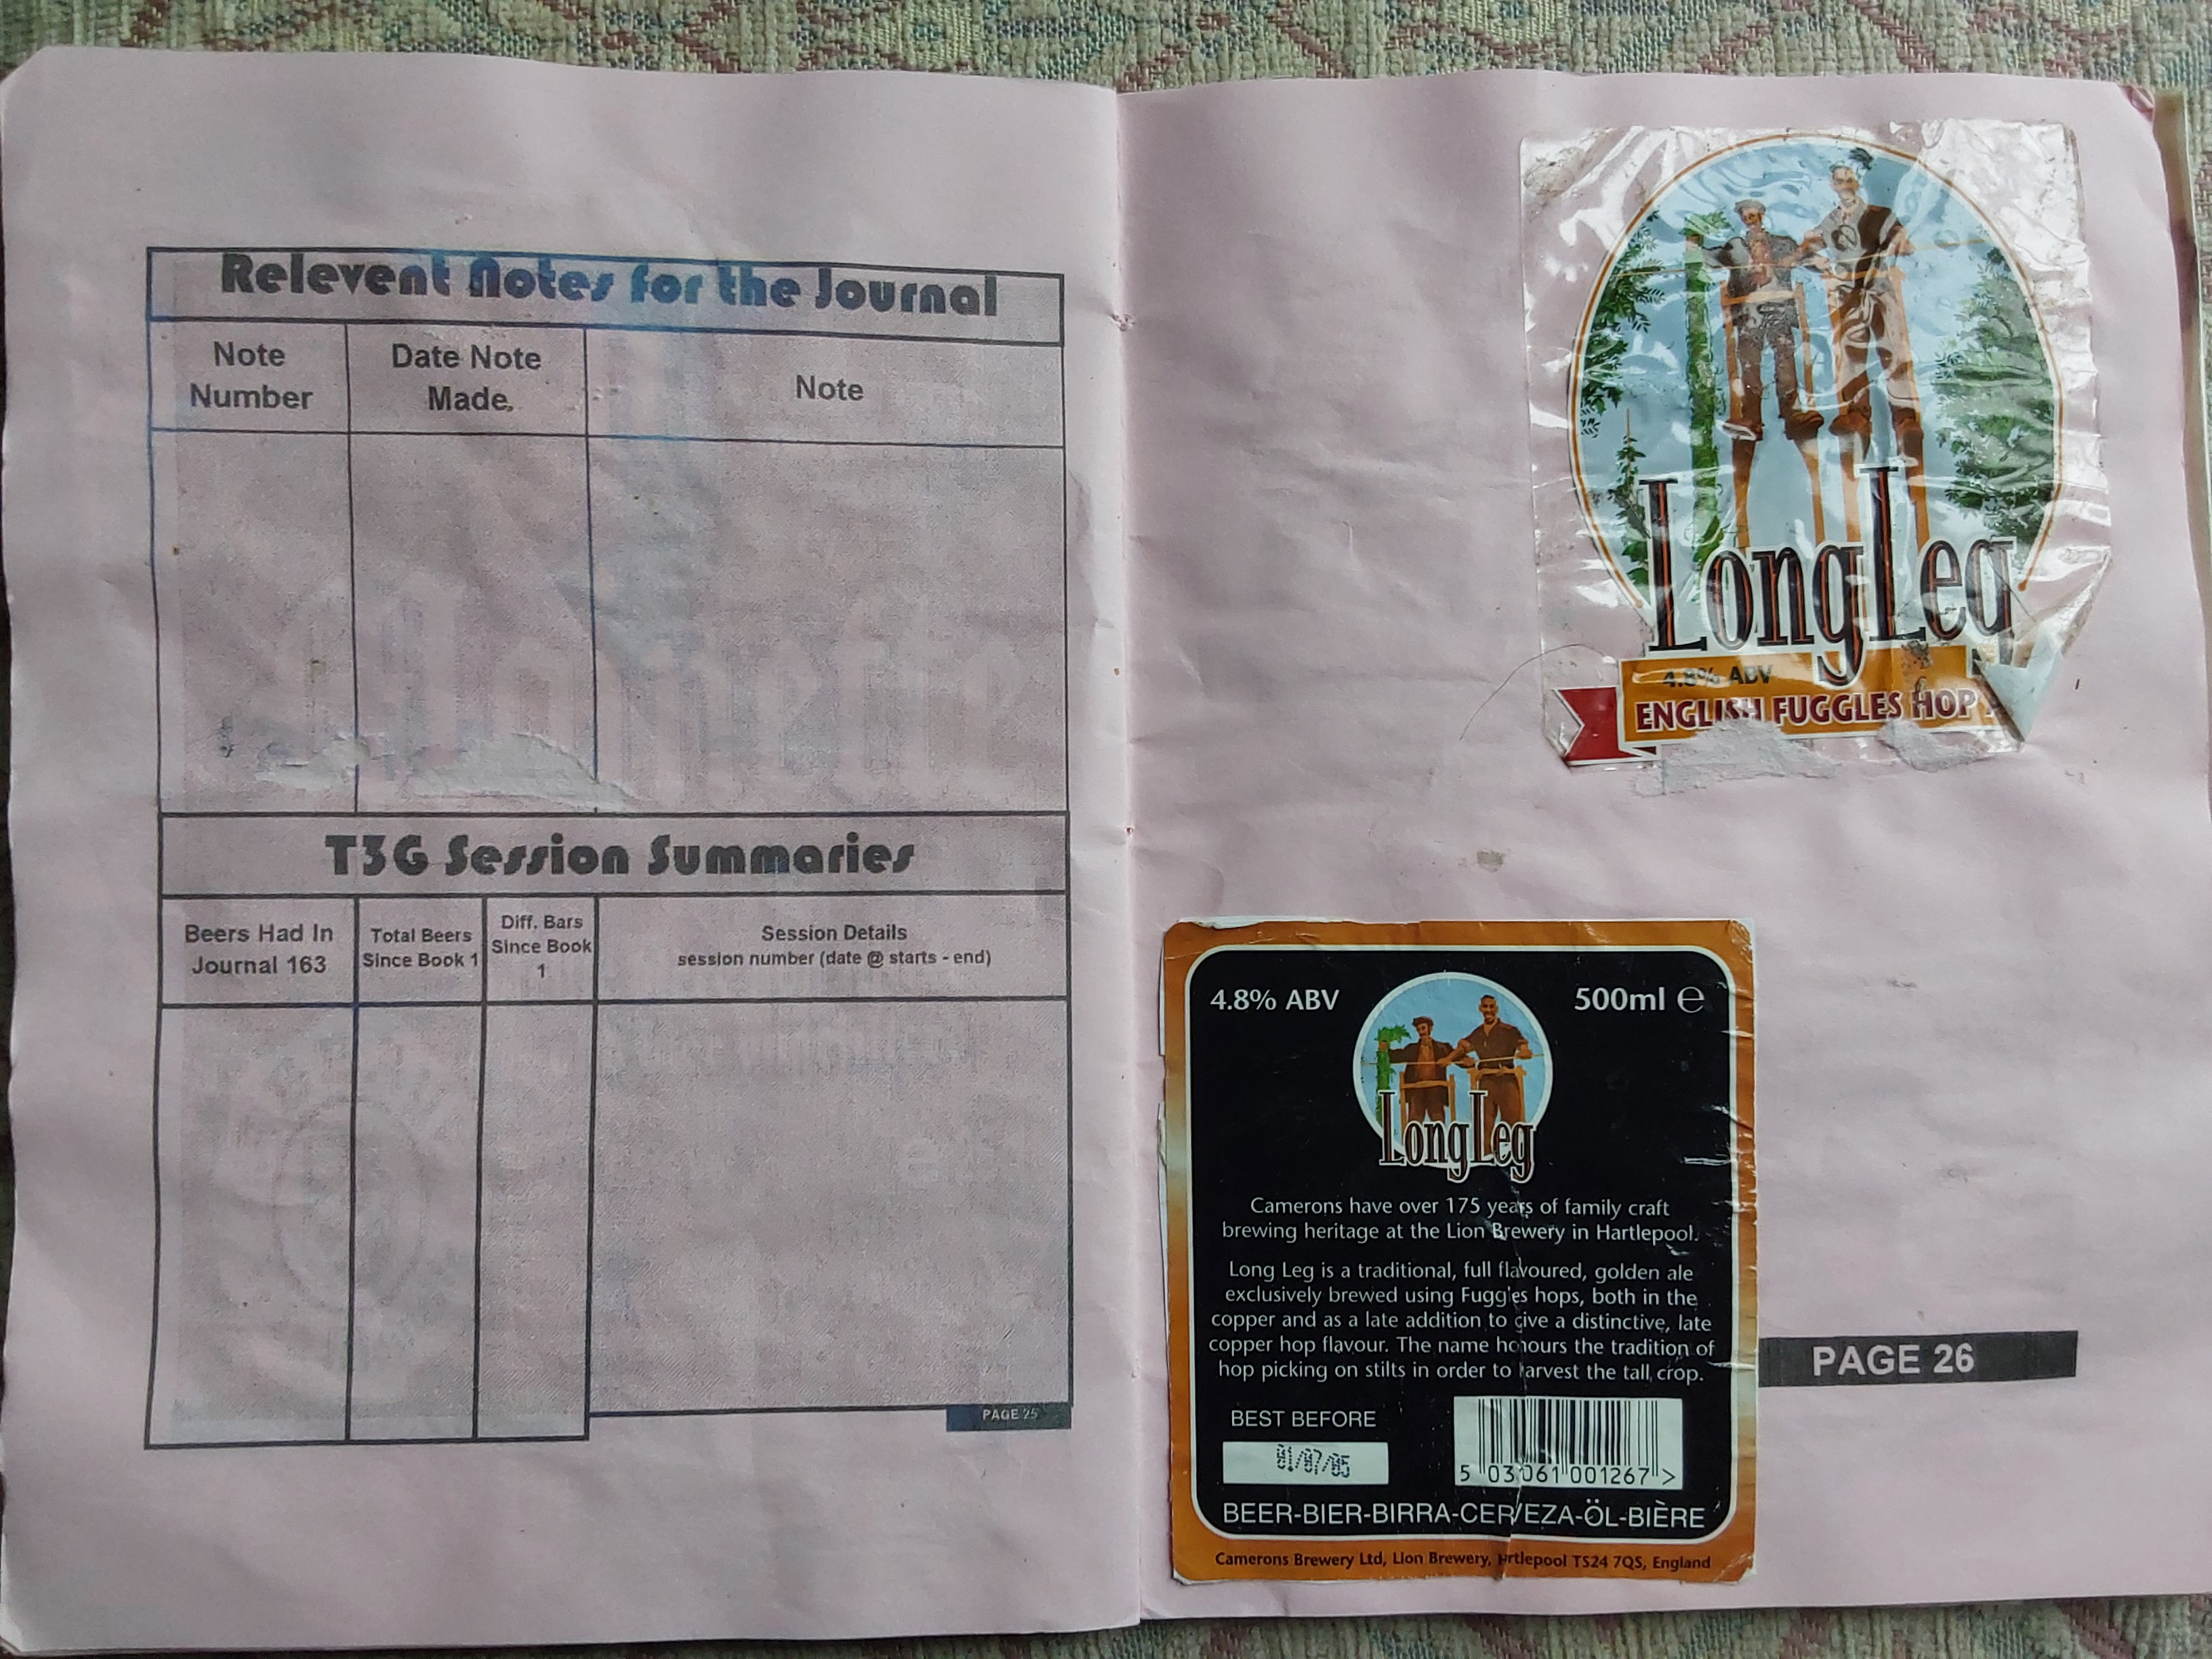 Relevent Notes for the Journal
Note
Number
Date Note
Made.
Note
T3G Session Summaries
Beers Had In
Journal 163
Total Beers
Since Book 1
Diff. Bars
Since Book
1
Session Details
session number (date @ starts - end)
PAGE 25
Long Leg
4.8% ABV
ENGLISH FUGGLES HOP
4.8% ABV
500ml e
Long Leg
Camerons have over 175 years of family craft
brewing heritage at the Lion Brewery in Hartlepool.
Long Leg is a traditional, full flavoured, golden ale
exclusively brewed using Fuggles hops, both in the
copper and as a late addition to give a distinctive, late
copper hop flavour. The name honours the tradition of
hop picking on stilts in order to harvest the tall crop.
BEST BEFORE
01/07/05
5 03061 001267 >
BEER-BIER-BIRRA-CERVEZA-ÖL-BIÈRE
Camerons Brewery Ltd, Lion Brewery, Hartlepool TS24 7QS, England
PAGE 26